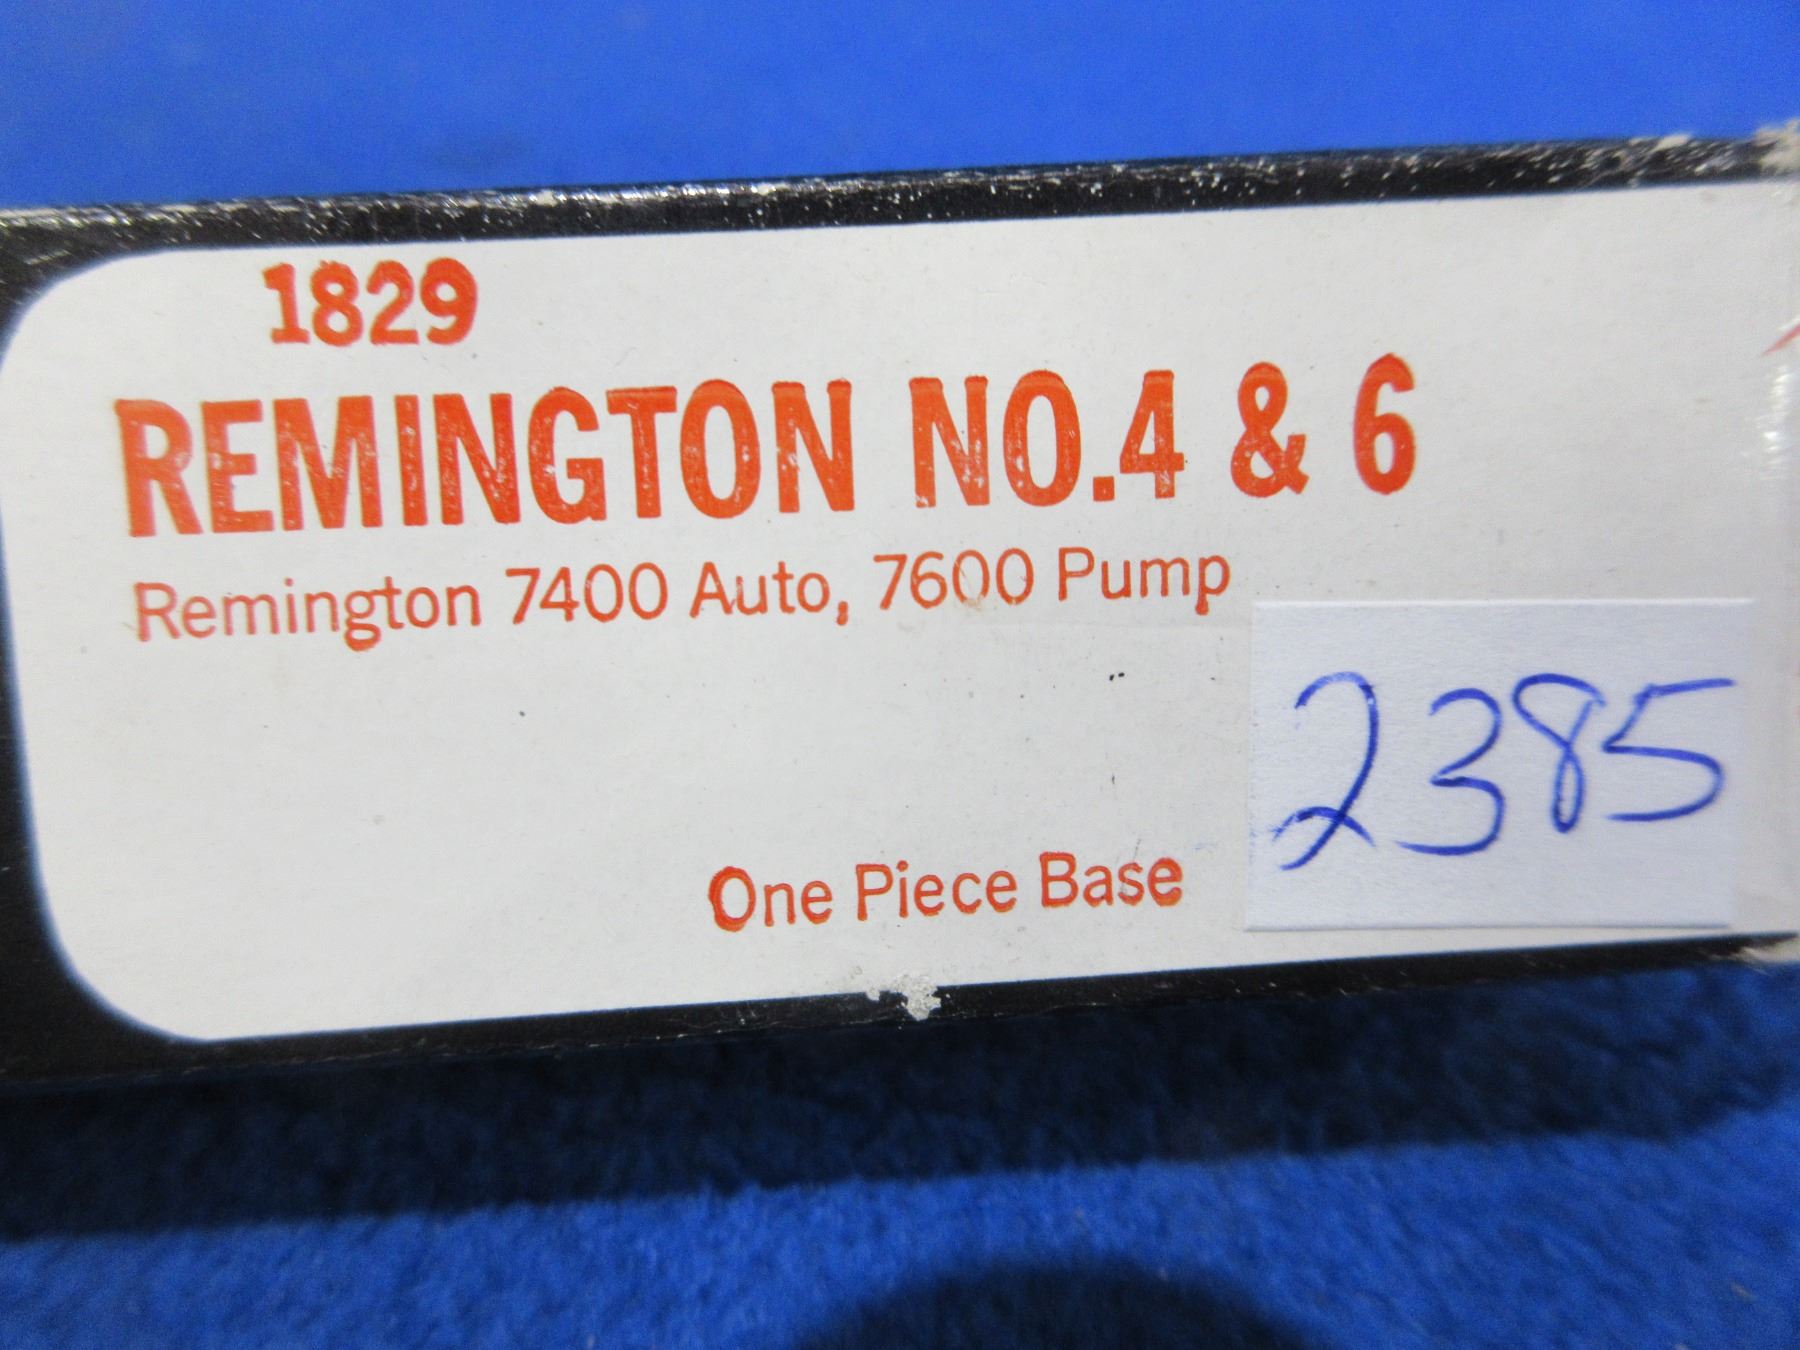 1829
REMINGTON NO.4 & 6
Remington 7400 Auto, 7600 Pump
2385
One Piece Base